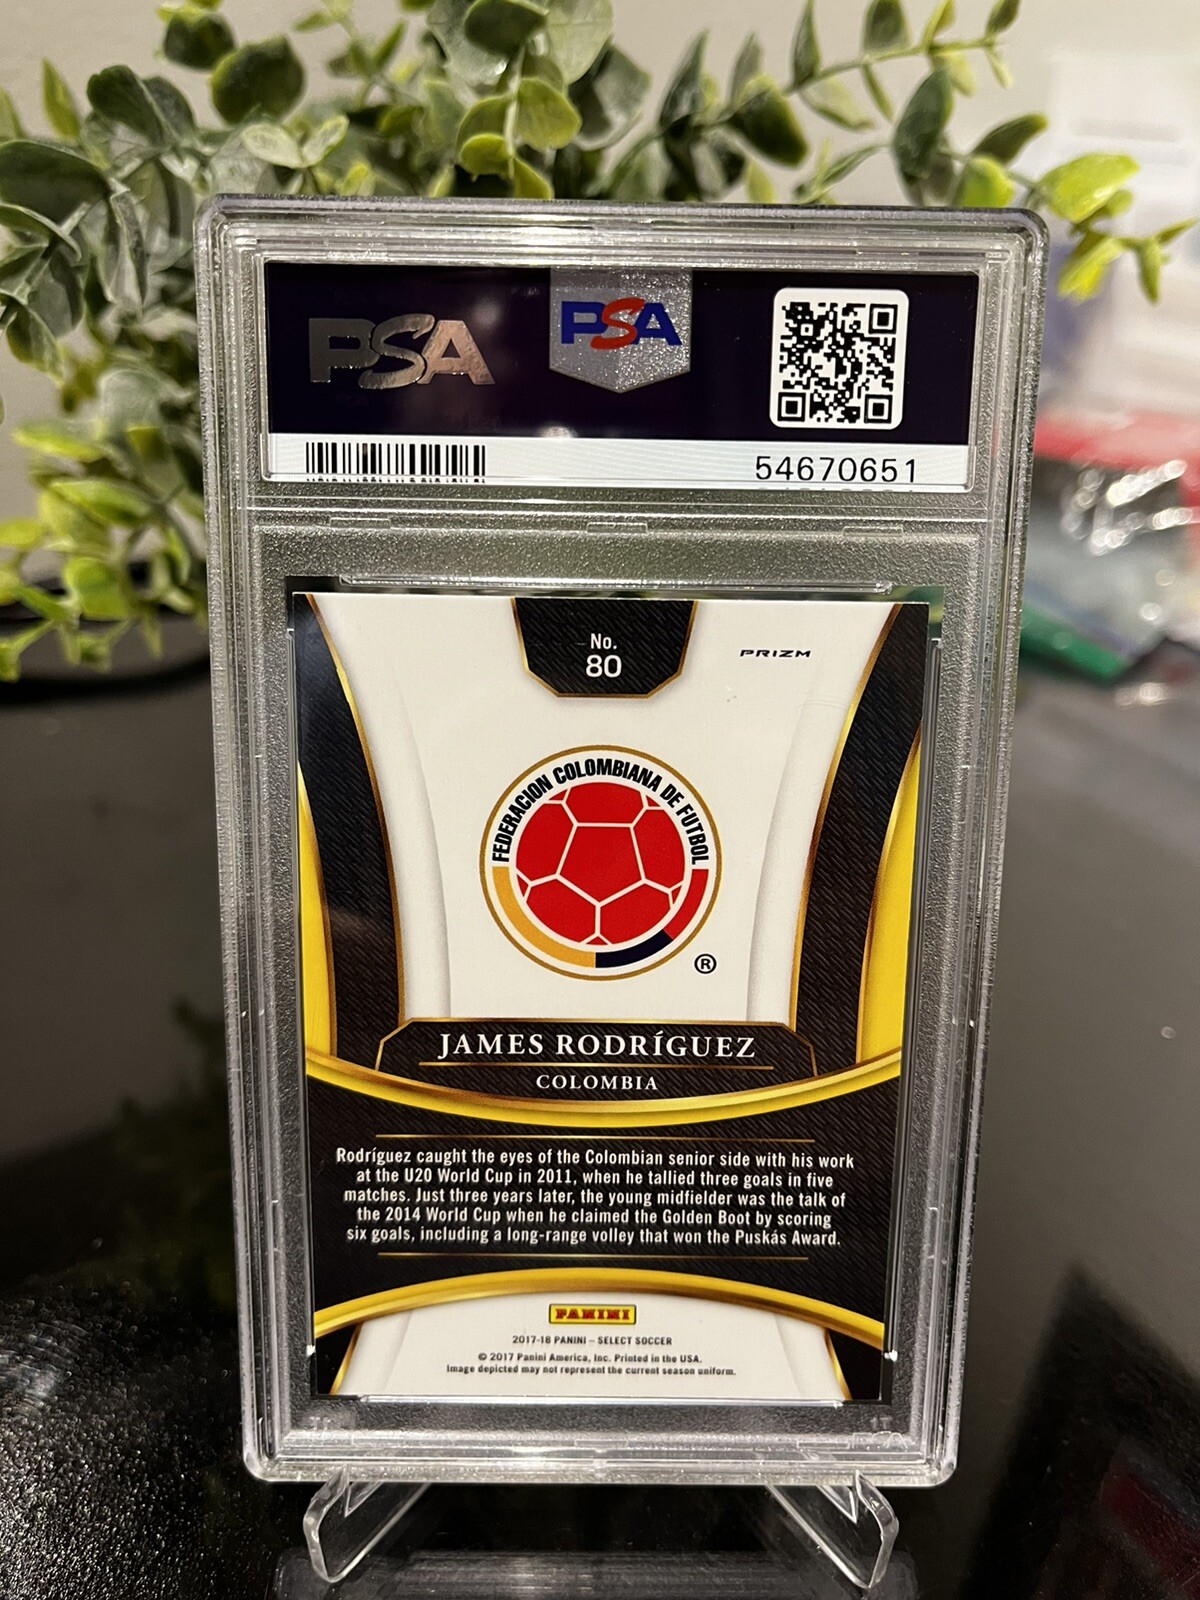 PSA
PSA
54670651
No.
80
PRIZM
FEDERACION COLOMBIANA DE FUTBOL
®
JAMES RODRÍGUEZ
COLOMBIA
Rodríguez caught the eyes of the Colombian senior side with his work
at the U20 World Cup in 2011, when he tallied three goals in five
matches. Just three years later, the young midfielder was the talk of
the 2014 World Cup when he claimed the Golden Boot by scoring
six goals, including a long-range volley that won the Puskás Award.
PANINI
2017-18 PANINI – SELECT SOCCER
© 2017 Panini America, Inc. Printed in the USA.
Image depicted may not represent the current season uniform.